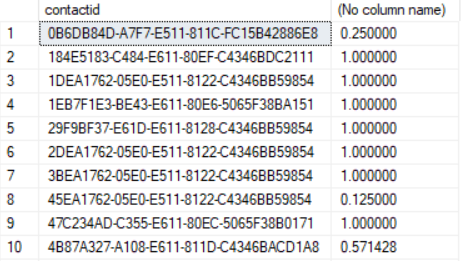 contactid (No column name)
1 0B6DB84D-A7F7-E511-811C-FC15B42886E8 0.250000
2 184E5183-C484-E611-80EF-C4346BDC2111 1.000000
3 1DEA1762-05E0-E511-8122-C4346BB59854 1.000000
4 1EB7F1E3-BE43-E611-80E6-5065F38BA151 1.000000
5 29F9BF37-E61D-E611-8128-C4346BB59854 1.000000
6 2DEA1762-05E0-E511-8122-C4346BB59854 1.000000
7 3BEA1762-05E0-E511-8122-C4346BB59854 1.000000
8 45EA1762-05E0-E511-8122-C4346BB59854 0.125000
9 47C234AD-C355-E611-80EC-5065F38B0171 1.000000
10 4B87A327-A108-E611-811D-C4346BACD1A8 0.571428